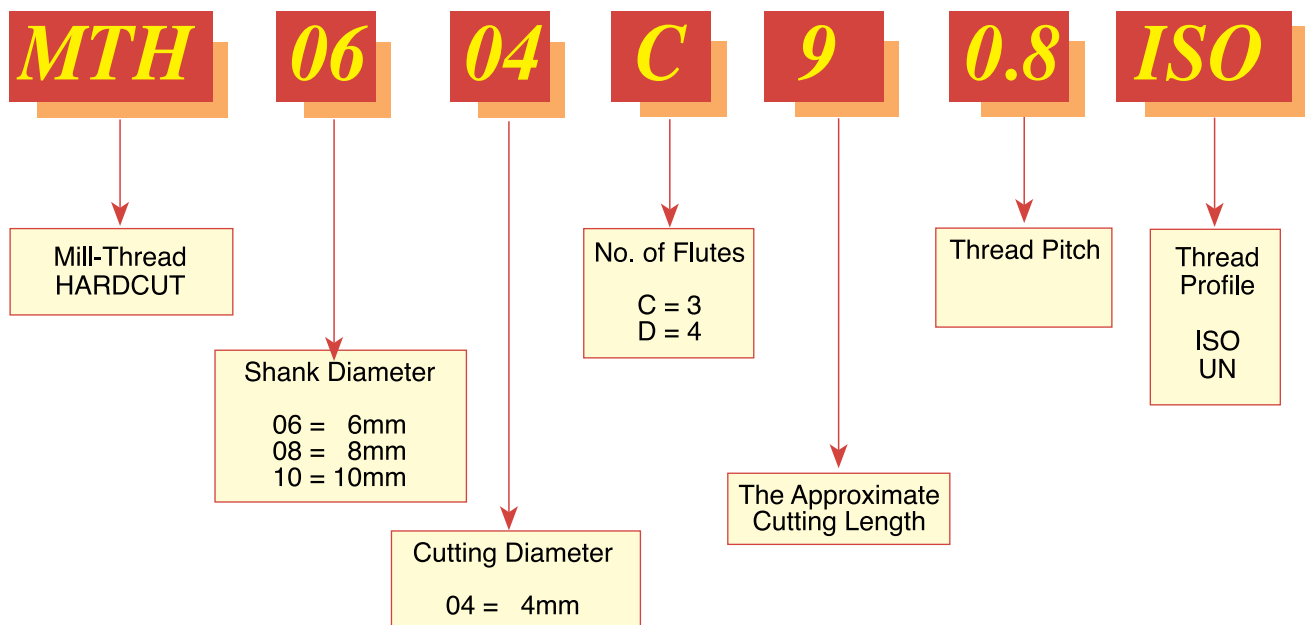 MTH 06 04 C 9 0.8 ISO
Mill-Thread
HARDCUT
Shank Diameter
06 = 6mm
08 = 8mm
10 = 10mm
Cutting Diameter
04 = 4mm
No. of Flutes
C = 3
D = 4
The Approximate
Cutting Length
Thread Pitch
Thread
Profile
ISO
UN